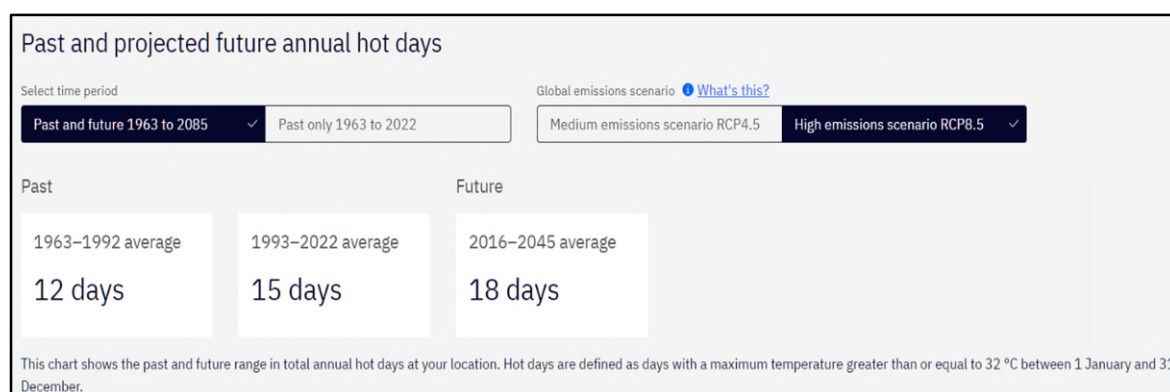 Past and projected future annual hot days
Select time period
Global emissions scenario What's this?
Past and future 1963 to 2085
Past only 1963 to 2022
Medium emissions scenario RCP4.5
High emissions scenario RCP8.5
Past
Future
1963–1992 average
1993–2022 average
2016–2045 average
12 days
15 days
18 days
This chart shows the past and future range in total annual hot days at your location. Hot days are defined as days with a maximum temperature greater than or equal to 32 °C between 1 January and
December.